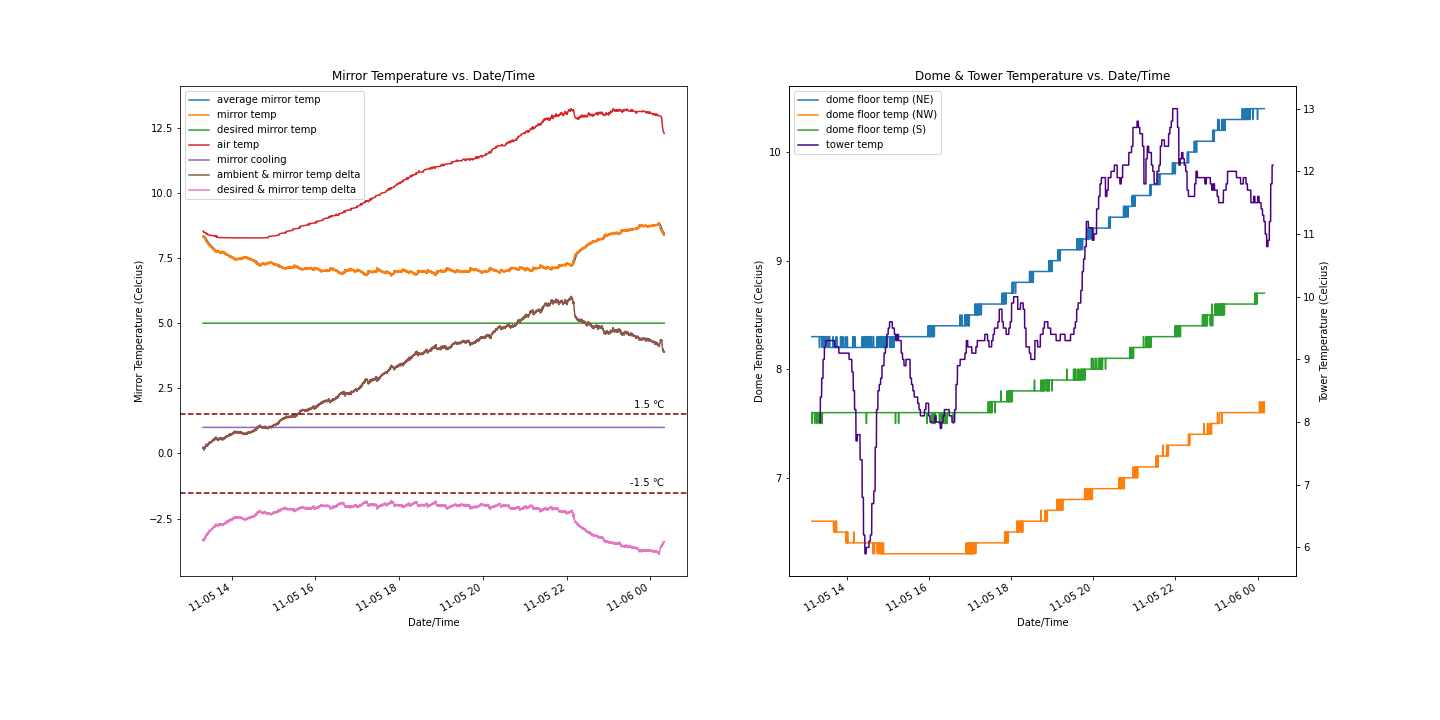 Mirror Temperature vs. Date/Time
average mirror temp
mirror temp
desired mirror temp
air temp
mirror cooling
ambient & mirror temp delta
desired & mirror temp delta
12.5
10.0
7.5
5.0
2.5
0.0
−2.5
Mirror Temperature (Celcius)
1.5 °C
-1.5 °C
11-05 14
11-05 16
11-05 18
11-05 20
11-05 22
11-06 00
Date/Time
Dome & Tower Temperature vs. Date/Time
dome floor temp (NE)
dome floor temp (NW)
dome floor temp (S)
tower temp
10
9
8
7
Dome Temperature (Celcius)
13
12
11
10
9
8
7
6
Tower Temperature (Celcius)
11-05 14
11-05 16
11-05 18
11-05 20
11-05 22
11-06 00
Date/Time